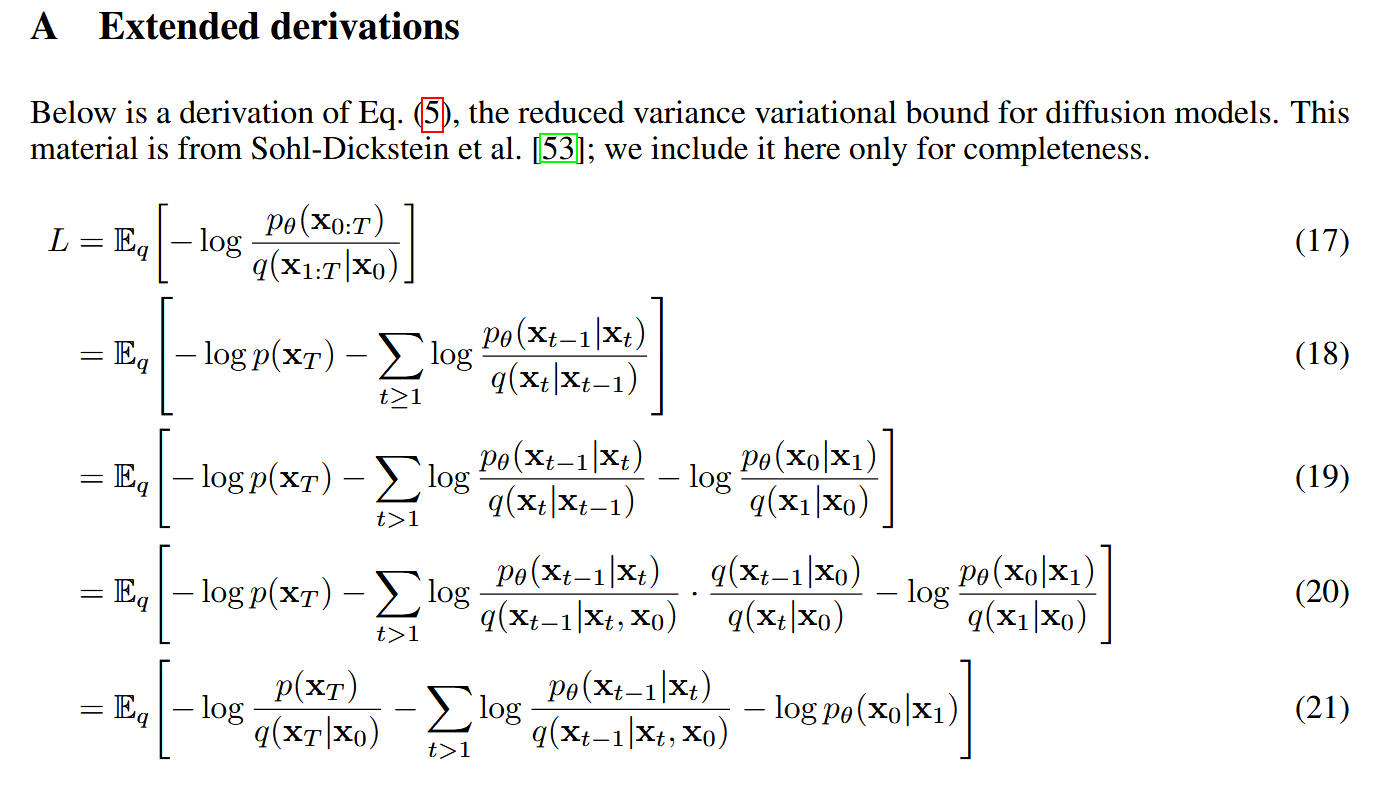 A Extended derivations
Below is a derivation of Eq. (5), the reduced variance variational bound for diffusion models. This
material is from Sohl-Dickstein et al. [53]; we include it here only for completeness.
$L = \mathbb{E}_q\left[-\log \frac{p_\theta(\mathbf{x}_{0:T})}{q(\mathbf{x}_{1:T}|\mathbf{x}_0)}\right]$ (17)
$= \mathbb{E}_q\left[-\log p(\mathbf{x}_T) - \sum_{t\geq 1} \log \frac{p_\theta(\mathbf{x}_{t-1}|\mathbf{x}_t)}{q(\mathbf{x}_t|\mathbf{x}_{t-1})}\right]$ (18)
$= \mathbb{E}_q\left[-\log p(\mathbf{x}_T) - \sum_{t>1} \log \frac{p_\theta(\mathbf{x}_{t-1}|\mathbf{x}_t)}{q(\mathbf{x}_t|\mathbf{x}_{t-1})} - \log \frac{p_\theta(\mathbf{x}_0|\mathbf{x}_1)}{q(\mathbf{x}_1|\mathbf{x}_0)}\right]$ (19)
$= \mathbb{E}_q\left[-\log p(\mathbf{x}_T) - \sum_{t>1} \log \frac{p_\theta(\mathbf{x}_{t-1}|\mathbf{x}_t)}{q(\mathbf{x}_{t-1}|\mathbf{x}_t, \mathbf{x}_0)} \cdot \frac{q(\mathbf{x}_{t-1}|\mathbf{x}_0)}{q(\mathbf{x}_t|\mathbf{x}_0)} - \log \frac{p_\theta(\mathbf{x}_0|\mathbf{x}_1)}{q(\mathbf{x}_1|\mathbf{x}_0)}\right]$ (20)
$= \mathbb{E}_q\left[-\log \frac{p(\mathbf{x}_T)}{q(\mathbf{x}_T|\mathbf{x}_0)} - \sum_{t>1} \log \frac{p_\theta(\mathbf{x}_{t-1}|\mathbf{x}_t)}{q(\mathbf{x}_{t-1}|\mathbf{x}_t, \mathbf{x}_0)} - \log p_\theta(\mathbf{x}_0|\mathbf{x}_1)\right]$ (21)